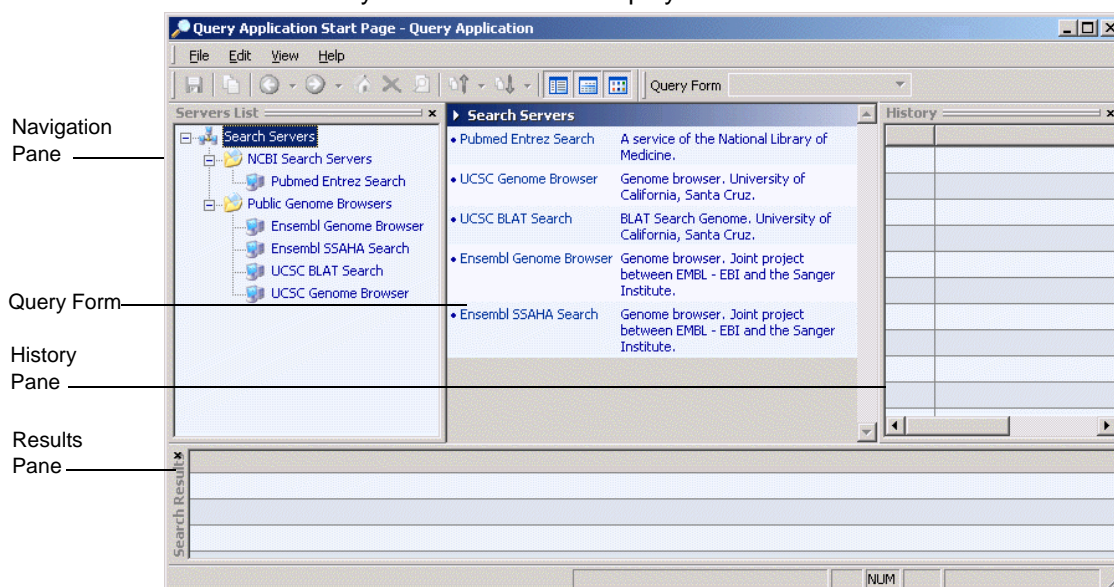 Query Application Start Page - Query Application
File Edit View Help
Query Form
Servers List
Search Servers
NCBI Search Servers
Pubmed Entrez Search
Public Genome Browsers
Ensembl Genome Browser
Ensembl SSAHA Search
UCSC BLAT Search
UCSC Genome Browser
Search Servers
• Pubmed Entrez Search A service of the National Library of
Medicine.
• UCSC Genome Browser Genome browser. University of
California, Santa Cruz.
• UCSC BLAT Search BLAT Search Genome. University of
California, Santa Cruz.
• Ensembl Genome Browser Genome browser. Joint project
between EMBL - EBI and the Sanger
Institute.
• Ensembl SSAHA Search Genome browser. Joint project
between EMBL - EBI and the Sanger
Institute.
History
Search Results
NUM
Navigation
Pane
Query Form
History
Pane
Results
Pane